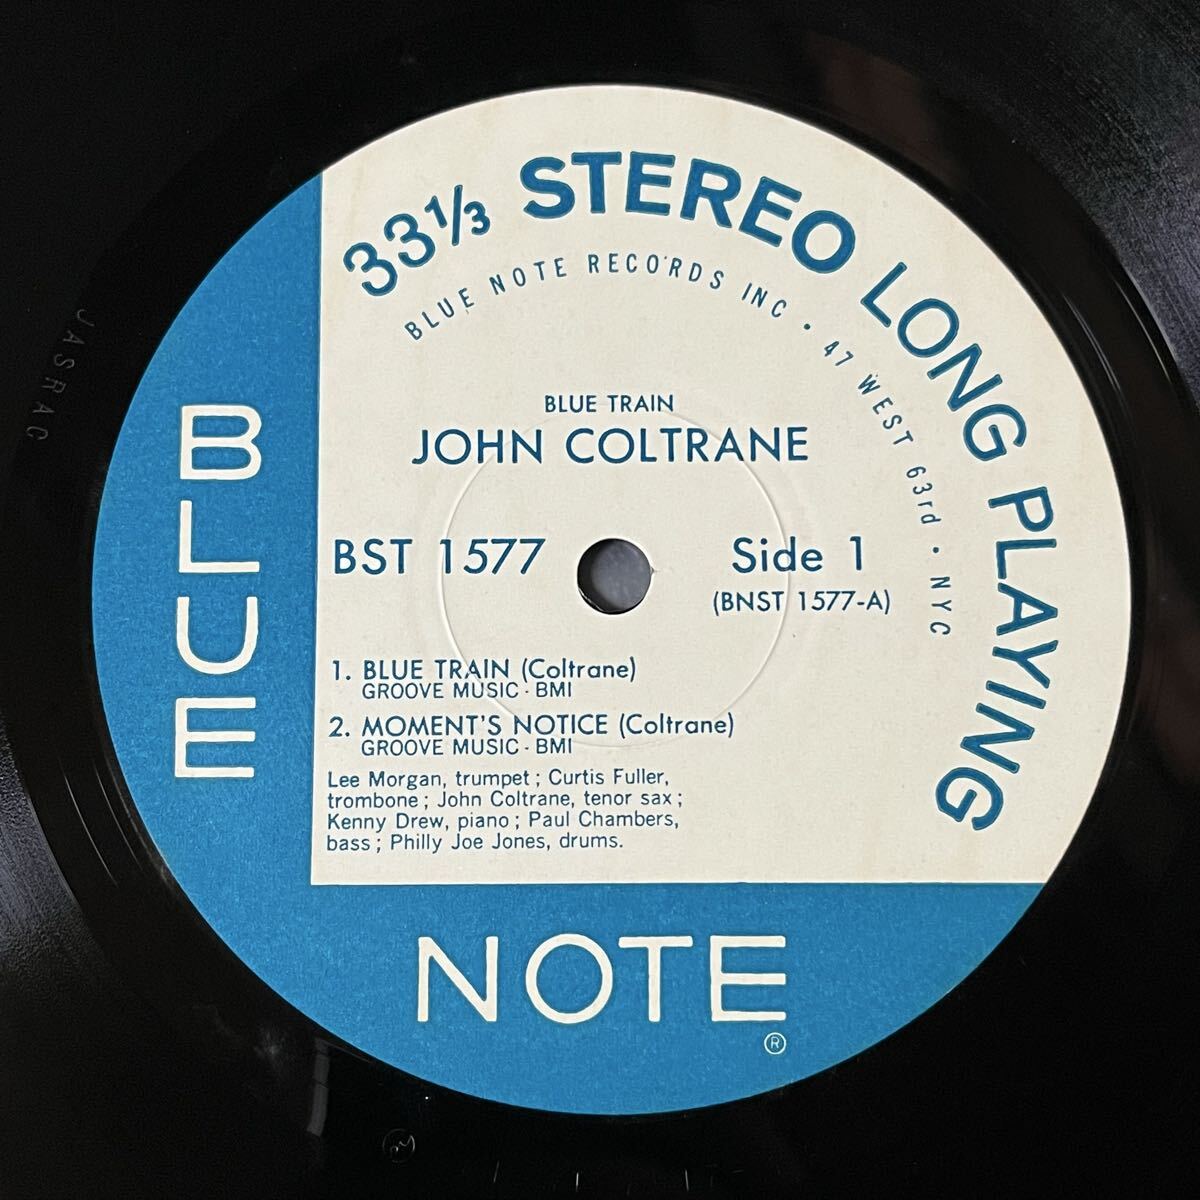 33⅓ STEREO LONG PLAYING
BLUE NOTE RECORDS INC · 47 WEST 63rd · NYC
BLUE TRAIN
JOHN COLTRANE
BST 1577
Side 1
(BNST 1577-A)
1. BLUE TRAIN (Coltrane)
GROOVE MUSIC · BMI
2. MOMENT'S NOTICE (Coltrane)
GROOVE MUSIC · BMI
Lee Morgan, trumpet ; Curtis Fuller,
trombone ; John Coltrane, tenor sax ;
Kenny Drew, piano ; Paul Chambers,
bass ; Philly Joe Jones, drums.
BLUE
NOTE
®
JASRAC